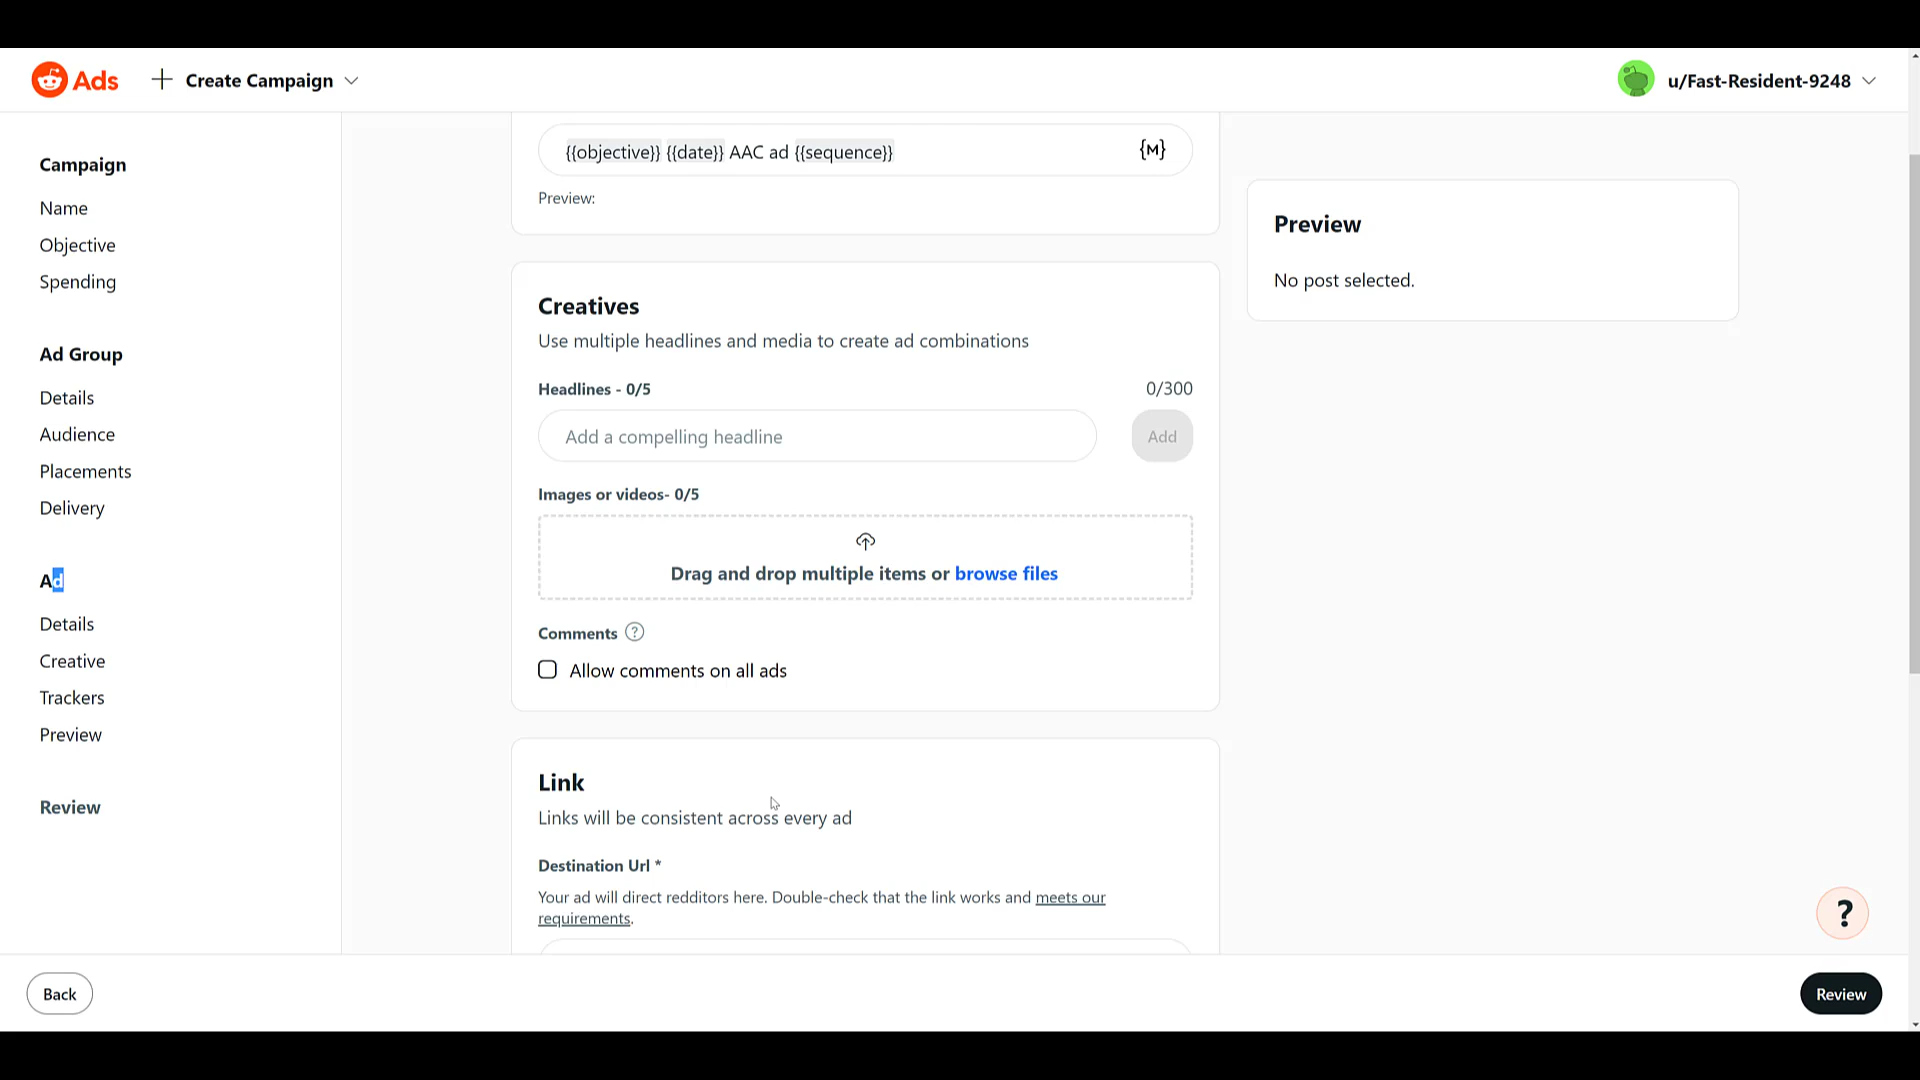 Ads
Create Campaign
u/Fast-Resident-9248
Campaign
Name
Objective
Spending
Ad Group
Details
Audience
Placements
Delivery
Ad
Details
Creative
Trackers
Preview
Review
{{objective}} {{date}} AAC ad {{sequence}}
{M}
Preview:
Creatives
Use multiple headlines and media to create ad combinations
Headlines - 0/5
0/300
Add a compelling headline
Add
Images or videos- 0/5
Drag and drop multiple items or browse files
Comments ?
Allow comments on all ads
Link
Links will be consistent across every ad
Destination Url *
Your ad will direct redditors here. Double-check that the link works and meets our
requirements.
Preview
No post selected.
?
Back
Review